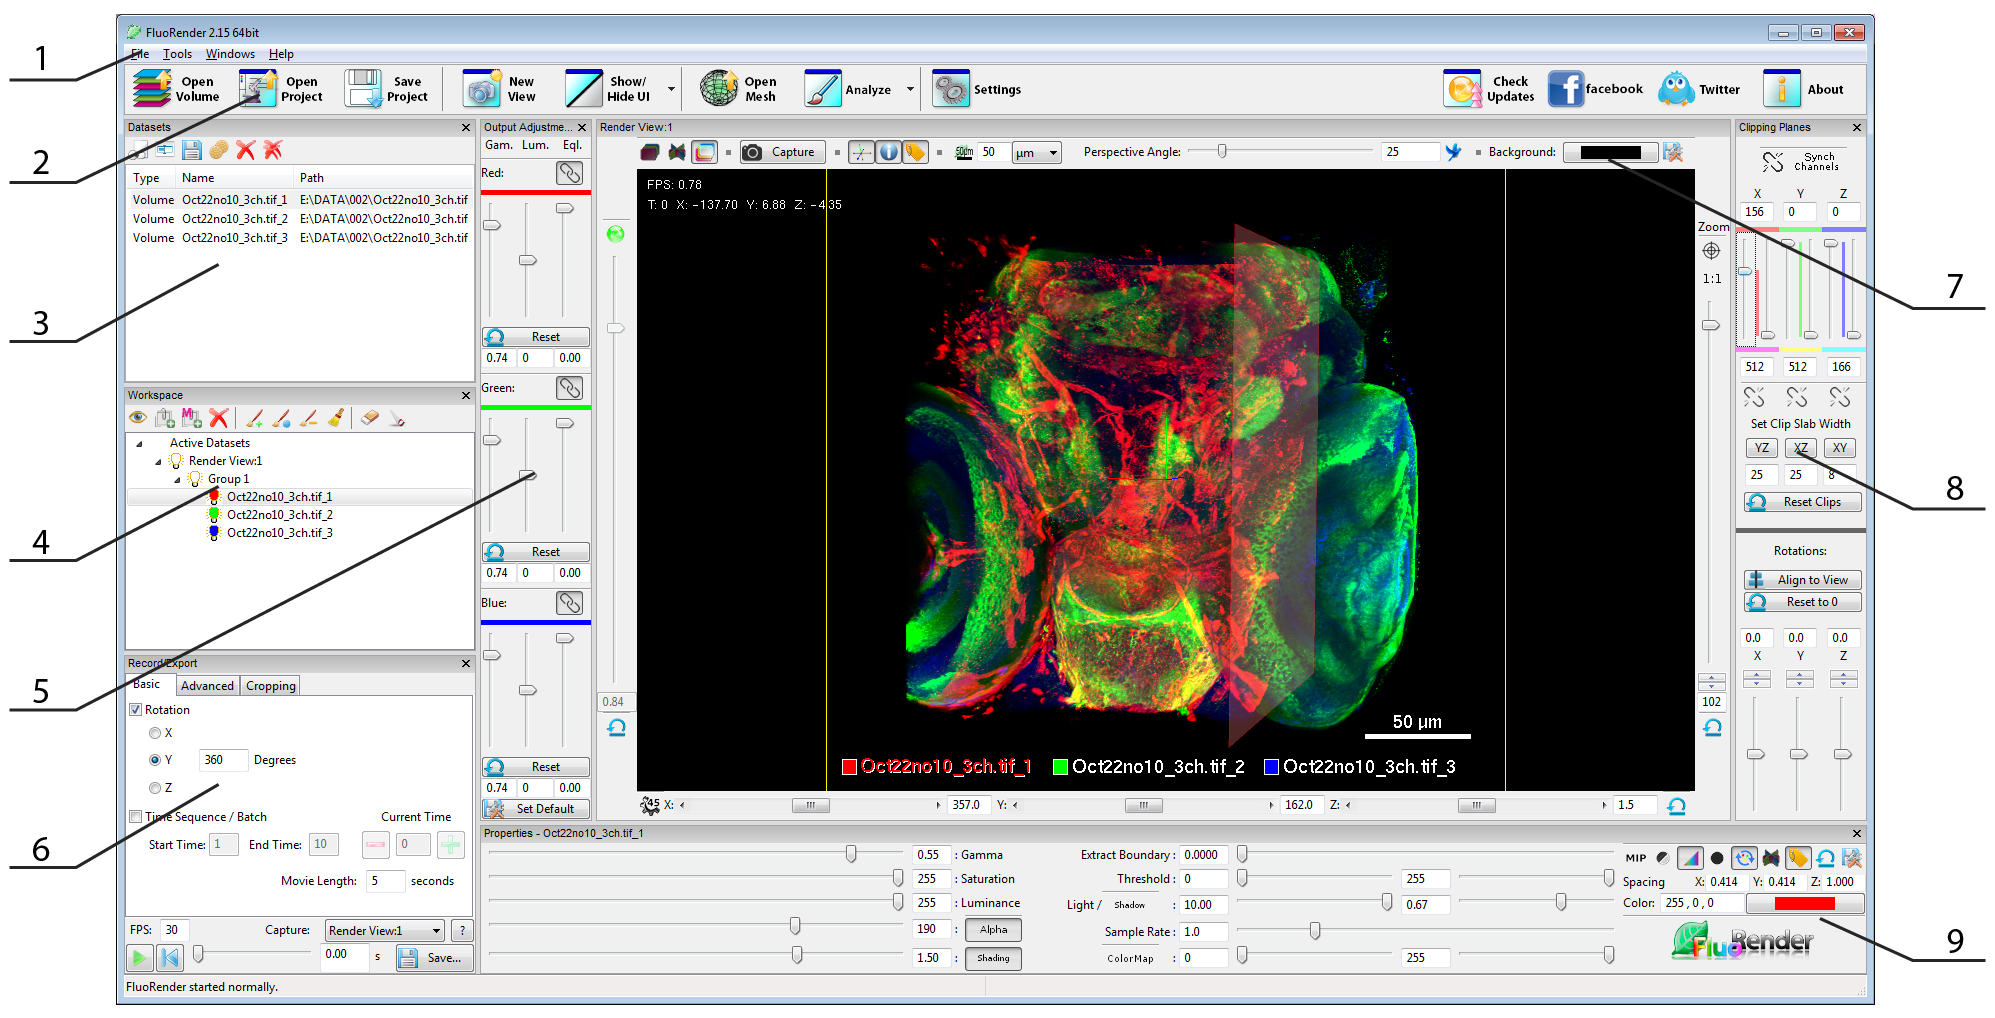 FluoRender 2.15 64bit
File Tools Windows Help
Open Volume
Open Project
Save Project
New View
Show/ Hide UI
Open Mesh
Analyze
Settings
Check Updates
facebook
Twitter
About
1
2
3
4
5
6
7
8
9
Datasets
Type Name Path
Volume Oct22no10_3ch.tif_1 E:\DATA\002\Oct22no10_3ch.tif
Volume Oct22no10_3ch.tif_2 E:\DATA\002\Oct22no10_3ch.tif
Volume Oct22no10_3ch.tif_3 E:\DATA\002\Oct22no10_3ch.tif
Workspace
Active Datasets
Render View:1
Group 1
Oct22no10_3ch.tif_1
Oct22no10_3ch.tif_2
Oct22no10_3ch.tif_3
Record/Export
Basic Advanced Cropping
Rotation
X
Y 360 Degrees
Z
Time Sequence / Batch Current Time
Start Time: 1 End Time: 10 0
Movie Length: 5 seconds
FPS: 30 Capture: Render View:1 ?
0.00 s Save...
FluoRender started normally.
Output Adjustme...
Gam. Lum. Eql.
Red:
Reset
0.74 0 0.00
Green:
Reset
0.74 0 0.00
Blue:
Reset
0.74 0 0.00
Set Default
Render View:1
Capture 50 μm Perspective Angle: 25 Background:
FPS: 0.78
T: 0 X: -137.70 Y: 6.88 Z: -4.35
0.84
50 μm
Oct22no10_3ch.tif_1 Oct22no10_3ch.tif_2 Oct22no10_3ch.tif_3
45 X: 357.0 Y: 162.0 Z: 1.5
Zoom
1:1
102
Clipping Planes
Synch Channels
X Y Z
156 0 0
512 512 166
Set Clip Slab Width
YZ XZ XY
25 25 8
Reset Clips
Rotations:
Align to View
Reset to 0
0.0 0.0 0.0
X Y Z
Properties - Oct22no10_3ch.tif_1
0.55 : Gamma
255 : Saturation
255 : Luminance
190 : Alpha
1.50 : Shading
Extract Boundary: 0.0000
Threshold: 0 255
Light / Shadow : 10.00 0.67
Sample Rate: 1.0
ColorMap : 0 255
MIP
Spacing X: 0.414 Y: 0.414 Z: 1.000
Color: 255 , 0 , 0
FluoRender